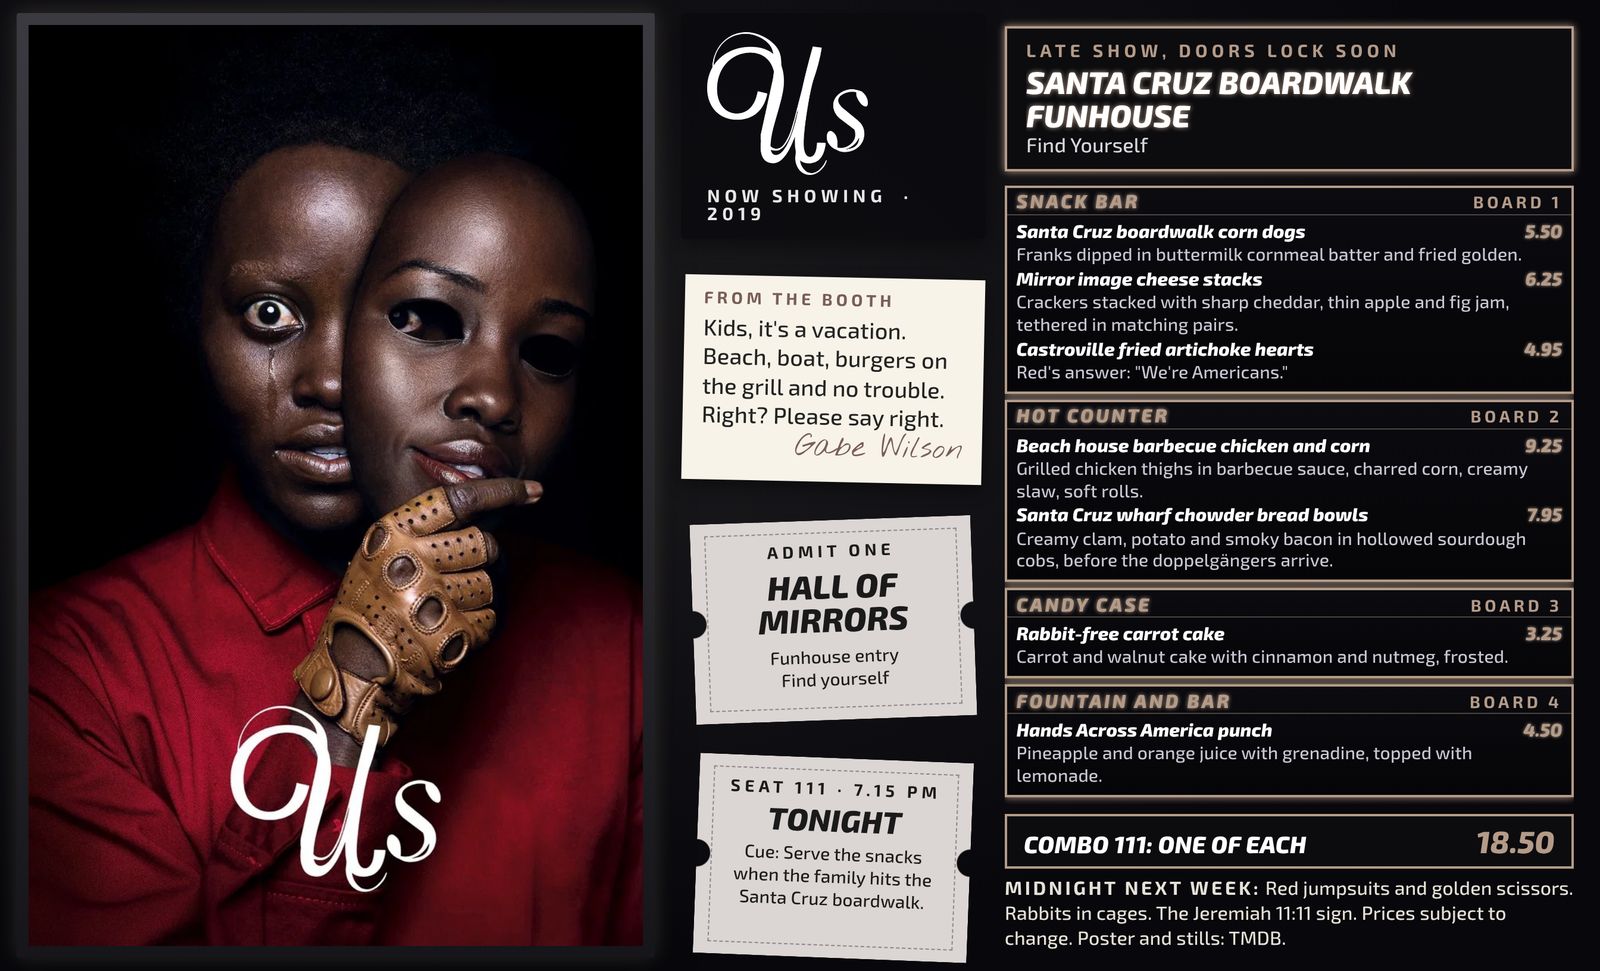 Us
Us
NOW SHOWING ·
2019
FROM THE BOOTH
Kids, it's a vacation.
Beach, boat, burgers on
the grill and no trouble.
Right? Please say right.
Gabe Wilson
ADMIT ONE
HALL OF
MIRRORS
Funhouse entry
Find yourself
SEAT 111 · 7.15 PM
TONIGHT
Cue: Serve the snacks
when the family hits the
Santa Cruz boardwalk.
LATE SHOW, DOORS LOCK SOON
SANTA CRUZ BOARDWALK
FUNHOUSE
Find Yourself
SNACK BAR BOARD 1
Santa Cruz boardwalk corn dogs 5.50
Franks dipped in buttermilk cornmeal batter and fried golden.
Mirror image cheese stacks 6.25
Crackers stacked with sharp cheddar, thin apple and fig jam,
tethered in matching pairs.
Castroville fried artichoke hearts 4.95
Red's answer: "We're Americans."
HOT COUNTER BOARD 2
Beach house barbecue chicken and corn 9.25
Grilled chicken thighs in barbecue sauce, charred corn, creamy
slaw, soft rolls.
Santa Cruz wharf chowder bread bowls 7.95
Creamy clam, potato and smoky bacon in hollowed sourdough
cobs, before the doppelgängers arrive.
CANDY CASE BOARD 3
Rabbit-free carrot cake 3.25
Carrot and walnut cake with cinnamon and nutmeg, frosted.
FOUNTAIN AND BAR BOARD 4
Hands Across America punch 4.50
Pineapple and orange juice with grenadine, topped with
lemonade.
COMBO 111: ONE OF EACH 18.50
MIDNIGHT NEXT WEEK: Red jumpsuits and golden scissors.
Rabbits in cages. The Jeremiah 11:11 sign. Prices subject to
change. Poster and stills: TMDB.